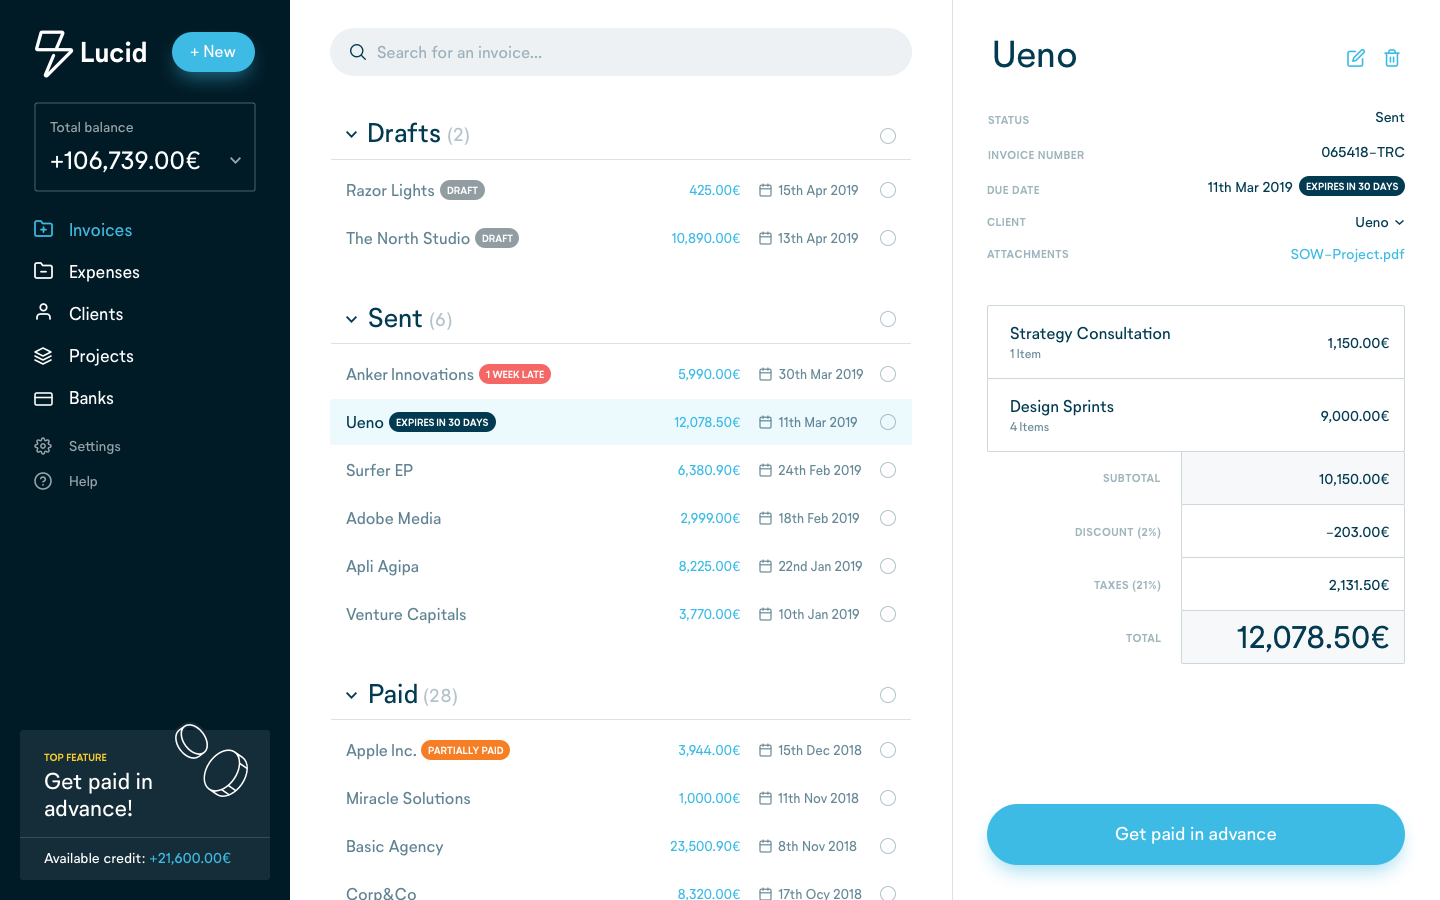 Lucid
+ New
Total balance
+106,739.00€
Invoices
Expenses
Clients
Projects
Banks
Settings
Help
TOP FEATURE
Get paid in
advance!
Available credit: +21,600.00€
Search for an invoice...
Drafts (2)
Razor Lights DRAFT 425.00€ 15th Apr 2019
The North Studio DRAFT 10,890.00€ 13th Apr 2019
Sent (6)
Anker Innovations 1 WEEK LATE 5,990.00€ 30th Mar 2019
Ueno EXPIRES IN 30 DAYS 12,078.50€ 11th Mar 2019
Surfer EP 6,380.90€ 24th Feb 2019
Adobe Media 2,999.00€ 18th Feb 2019
Apli Agipa 8,225.00€ 22nd Jan 2019
Venture Capitals 3,770.00€ 10th Jan 2019
Paid (28)
Apple Inc. PARTIALLY PAID 3,944.00€ 15th Dec 2018
Miracle Solutions 1,000.00€ 11th Nov 2018
Basic Agency 23,500.90€ 8th Nov 2018
Corp&Co 8,320.00€ 17th Ocy 2018
Ueno
STATUS Sent
INVOICE NUMBER 065418-TRC
DUE DATE 11th Mar 2019 EXPIRES IN 30 DAYS
CLIENT Ueno
ATTACHMENTS SOW-Project.pdf
Strategy Consultation 1,150.00€
1 Item
Design Sprints 9,000.00€
4 Items
SUBTOTAL 10,150.00€
DISCOUNT (2%) -203.00€
TAXES (21%) 2,131.50€
TOTAL 12,078.50€
Get paid in advance